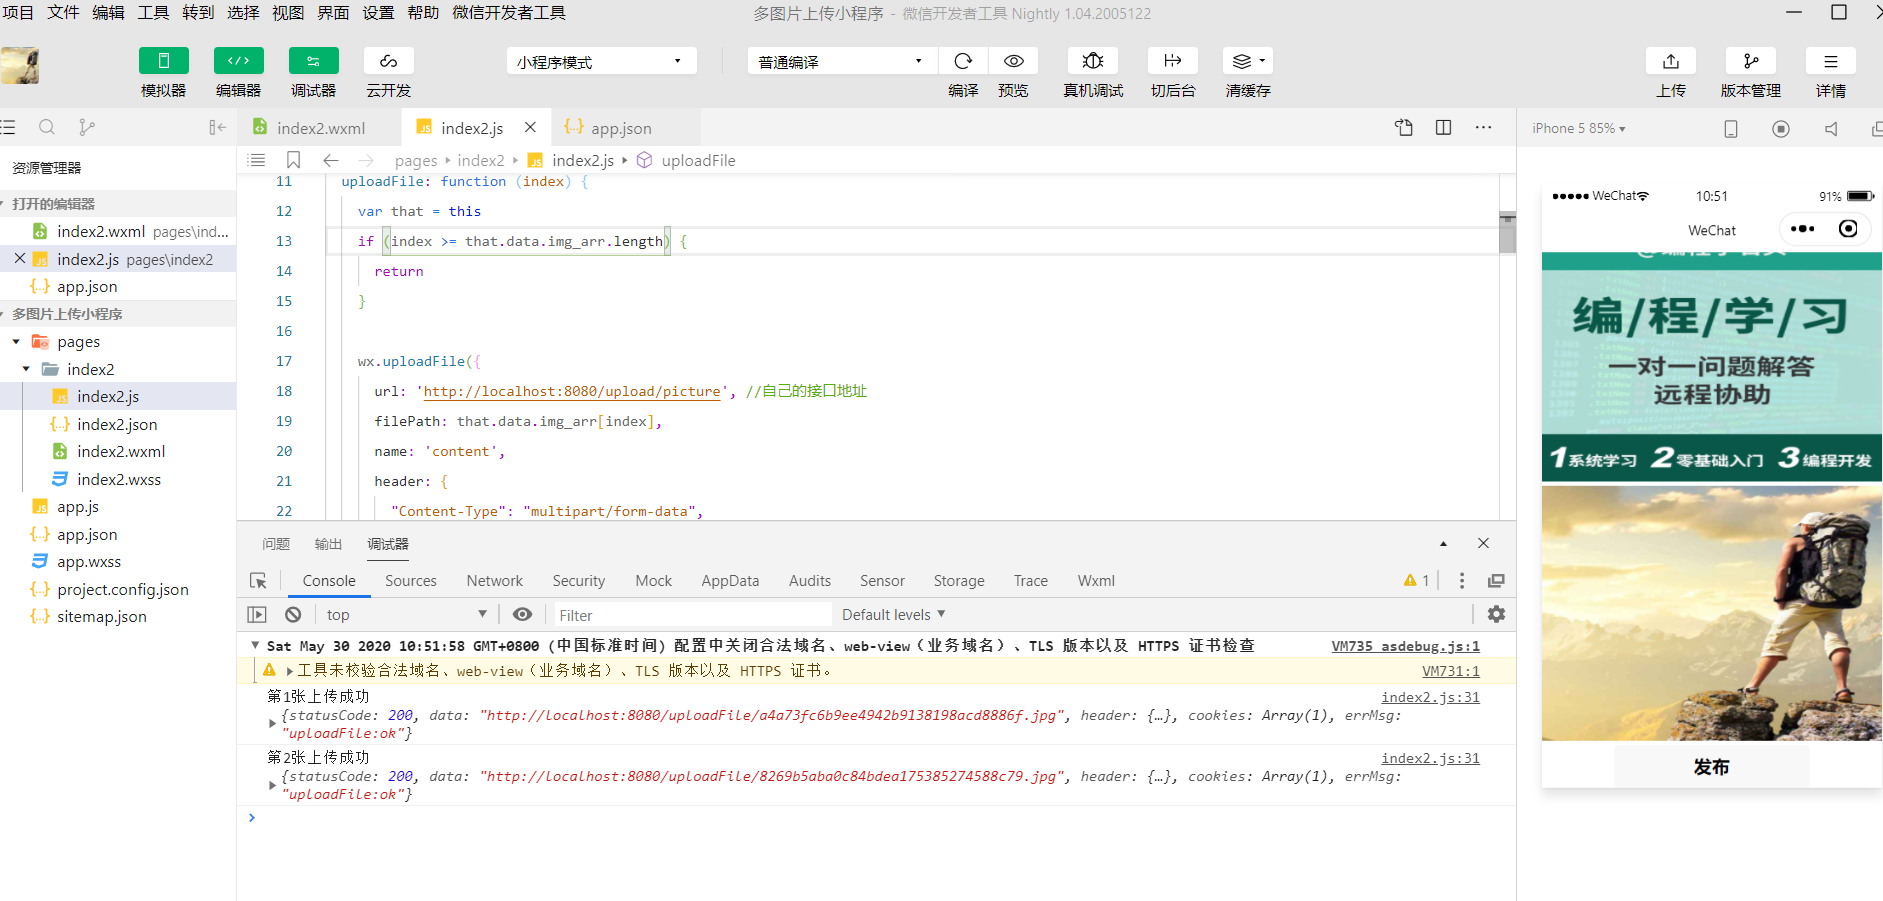 项目 文件 编辑 工具 转到 选择 视图 界面 设置 帮助 微信开发者工具
多图片上传小程序 - 微信开发者工具 Nightly 1.04.2005122
小程序模式
普通编译
模拟器 编辑器 调试器 云开发
编译 预览 真机调试 切后台 清缓存
上传 版本管理 详情
index2.wxml
index2.js
app.json
iPhone 5 85%
资源管理器
pages index2 index2.js uploadFile
打开的编辑器
index2.wxml pages\ind...
index2.js pages\index2
app.json
多图片上传小程序
pages
index2
index2.js
index2.json
index2.wxml
index2.wxss
app.js
app.json
app.wxss
project.config.json
sitemap.json
11 uploadFile: function (index) {
12 var that = this
13 if (index >= that.data.img_arr.length) {
14 return
15 }
16
17 wx.uploadFile({
18 url: 'http://localhost:8080/upload/picture', //自己的接口地址
19 filePath: that.data.img_arr[index],
20 name: 'content',
21 header: {
22 "Content-Type": "multipart/form-data",
问题 输出 调试器
Console Sources Network Security Mock AppData Audits Sensor Storage Trace Wxml
1
top
Filter
Default levels
Sat May 30 2020 10:51:58 GMT+0800 (中国标准时间) 配置中关闭合法域名、web-view（业务域名）、TLS 版本以及 HTTPS 证书检查
VM735 asdebug.js:1
工具未校验合法域名、web-view（业务域名）、TLS 版本以及 HTTPS 证书。
VM731:1
第1张上传成功
index2.js:31
{statusCode: 200, data: "http://localhost:8080/uploadFile/a4a73fc6b9ee4942b9138198acd8886f.jpg", header: {…}, cookies: Array(1), errMsg:
"uploadFile:ok"}
第2张上传成功
index2.js:31
{statusCode: 200, data: "http://localhost:8080/uploadFile/8269b5aba0c84bdea175385274588c79.jpg", header: {…}, cookies: Array(1), errMsg:
"uploadFile:ok"}
WeChat
10:51
91%
WeChat
编/程/学/习
一对一问题解答
远程协助
1系统学习 2零基础入门 3编程开发
发布